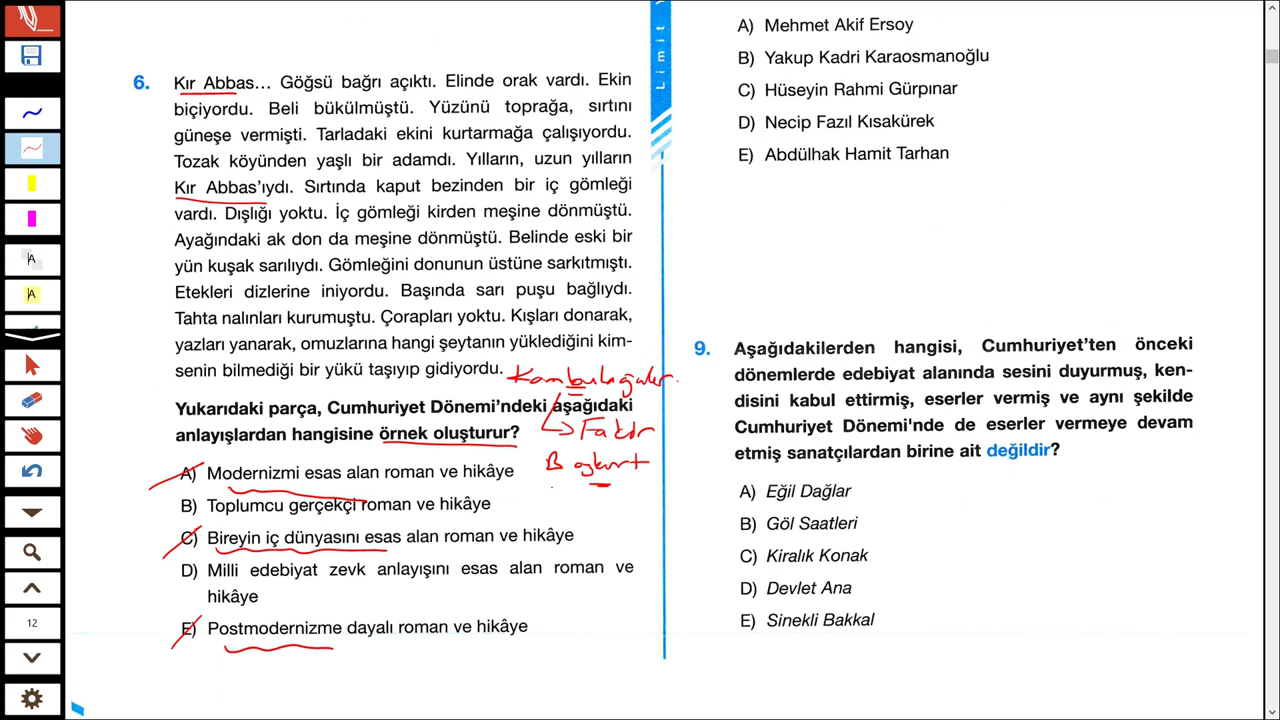 6. Kır Abbas... Göğsü bağrı açıktı. Elinde orak vardı. Ekin
biçiyordu. Beli bükülmüştü. Yüzünü toprağa, sırtını
güneşe vermişti. Tarladaki ekini kurtarmağa çalışıyordu.
Tozak köyünden yaşlı bir adamdı. Yılların, uzun yılların
Kır Abbas'ıydı. Sırtında kaput bezinden bir iç gömleği
vardı. Dışlığı yoktu. İç gömleği kirden meşine dönmüştü.
Ayağındaki ak don da meşine dönmüştü. Belinde eski bir
yün kuşak sarılıydı. Gömleğini donunun üstüne sarkıtmıştı.
Etekleri dizlerine iniyordu. Başında sarı puşu bağlıydı.
Tahta nalınları kurumuştu. Çorapları yoktu. Kışları donarak,
yazları yanarak, omuzlarına hangi şeytanın yüklediğini kim-
senin bilmediği bir yükü taşıyıp gidiyordu.
Yukarıdaki parça, Cumhuriyet Dönemi'ndeki aşağıdaki
anlayışlardan hangisine örnek oluşturur?
Fakir
Baykurt
A) Modernizmi esas alan roman ve hikâye
B) Toplumcu gerçekçi roman ve hikâye
C) Bireyin iç dünyasını esas alan roman ve hikâye
D) Milli edebiyat zevk anlayışını esas alan roman ve
hikâye
E) Postmodernizme dayalı roman ve hikâye
12
Limit
A) Mehmet Akif Ersoy
B) Yakup Kadri Karaosmanoğlu
C) Hüseyin Rahmi Gürpınar
D) Necip Fazıl Kısakürek
E) Abdülhak Hamit Tarhan
9. Aşağıdakilerden hangisi, Cumhuriyet'ten önceki
dönemlerde edebiyat alanında sesini duyurmuş, ken-
disini kabul ettirmiş, eserler vermiş ve aynı şekilde
Cumhuriyet Dönemi'nde de eserler vermeye devam
etmiş sanatçılardan birine ait değildir?
A) Eğil Dağlar
B) Göl Saatleri
C) Kiralık Konak
D) Devlet Ana
E) Sinekli Bakkal